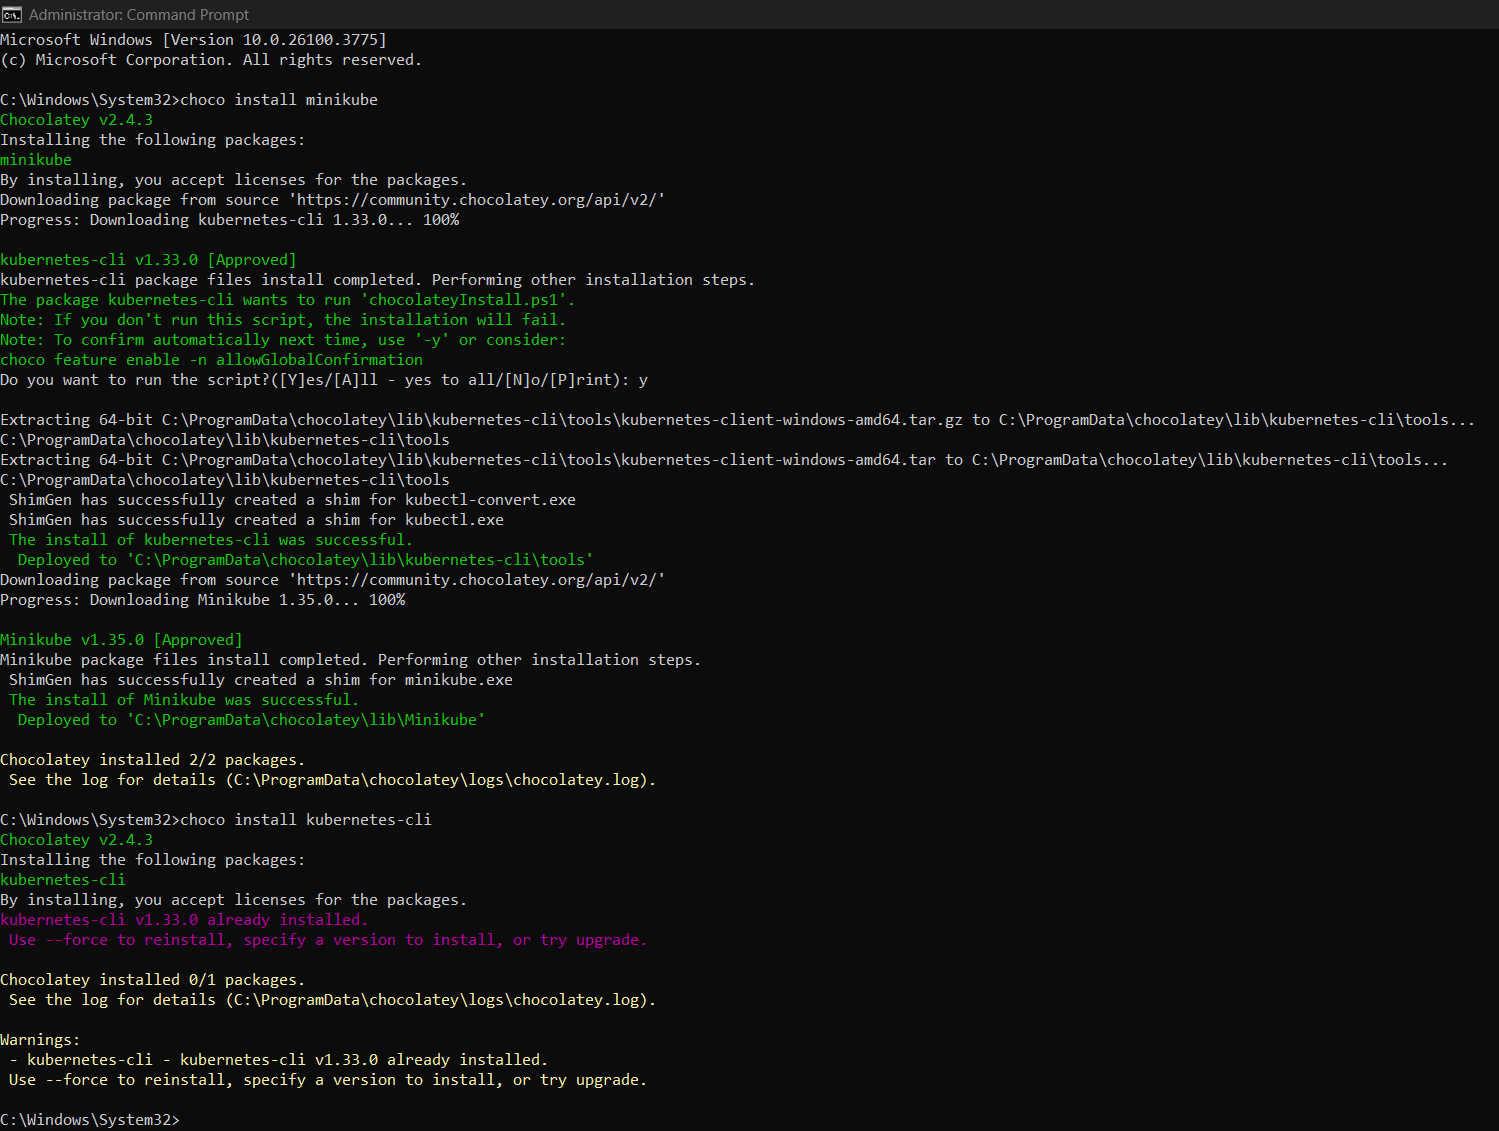 Administrator: Command Prompt
Microsoft Windows [Version 10.0.26100.3775]
(c) Microsoft Corporation. All rights reserved.
C:\Windows\System32>choco install minikube
Chocolatey v2.4.3
Installing the following packages:
minikube
By installing, you accept licenses for the packages.
Downloading package from source 'https://community.chocolatey.org/api/v2/'
Progress: Downloading kubernetes-cli 1.33.0... 100%
kubernetes-cli v1.33.0 [Approved]
kubernetes-cli package files install completed. Performing other installation steps.
The package kubernetes-cli wants to run 'chocolateyInstall.ps1'.
Note: If you don't run this script, the installation will fail.
Note: To confirm automatically next time, use '-y' or consider:
choco feature enable -n allowGlobalConfirmation
Do you want to run the script?([Y]es/[A]ll - yes to all/[N]o/[P]rint): y
Extracting 64-bit C:\ProgramData\chocolatey\lib\kubernetes-cli\tools\kubernetes-client-windows-amd64.tar.gz to C:\ProgramData\chocolatey\lib\kubernetes-cli\tools...
C:\ProgramData\chocolatey\lib\kubernetes-cli\tools
Extracting 64-bit C:\ProgramData\chocolatey\lib\kubernetes-cli\tools\kubernetes-client-windows-amd64.tar to C:\ProgramData\chocolatey\lib\kubernetes-cli\tools...
C:\ProgramData\chocolatey\lib\kubernetes-cli\tools
ShimGen has successfully created a shim for kubectl-convert.exe
ShimGen has successfully created a shim for kubectl.exe
The install of kubernetes-cli was successful.
Deployed to 'C:\ProgramData\chocolatey\lib\kubernetes-cli\tools'
Downloading package from source 'https://community.chocolatey.org/api/v2/'
Progress: Downloading Minikube 1.35.0... 100%
Minikube v1.35.0 [Approved]
Minikube package files install completed. Performing other installation steps.
ShimGen has successfully created a shim for minikube.exe
The install of Minikube was successful.
Deployed to 'C:\ProgramData\chocolatey\lib\Minikube'
Chocolatey installed 2/2 packages.
See the log for details (C:\ProgramData\chocolatey\logs\chocolatey.log).
C:\Windows\System32>choco install kubernetes-cli
Chocolatey v2.4.3
Installing the following packages:
kubernetes-cli
By installing, you accept licenses for the packages.
kubernetes-cli v1.33.0 already installed.
Use --force to reinstall, specify a version to install, or try upgrade.
Chocolatey installed 0/1 packages.
See the log for details (C:\ProgramData\chocolatey\logs\chocolatey.log).
Warnings:
- kubernetes-cli - kubernetes-cli v1.33.0 already installed.
Use --force to reinstall, specify a version to install, or try upgrade.
C:\Windows\System32>